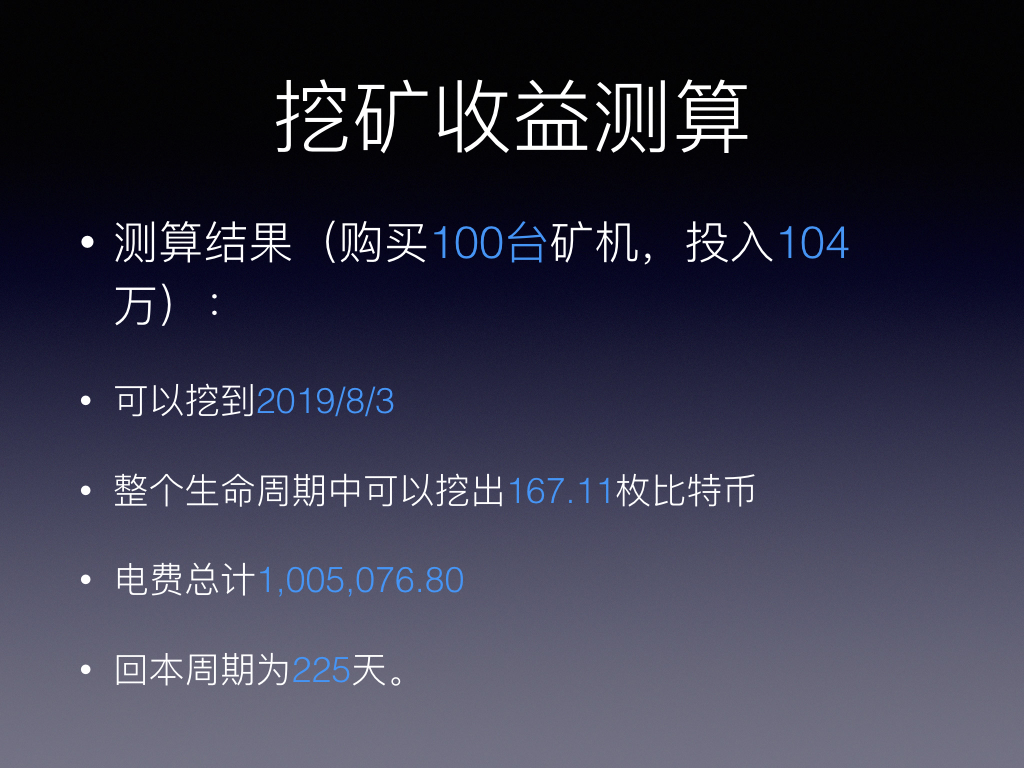 挖矿收益测算
• 测算结果（购买100台矿机，投入104
万）：
• 可以挖到2019/8/3
• 整个生命周期中可以挖出167.11枚比特币
• 电费总计1,005,076.80
• 回本周期为225天。